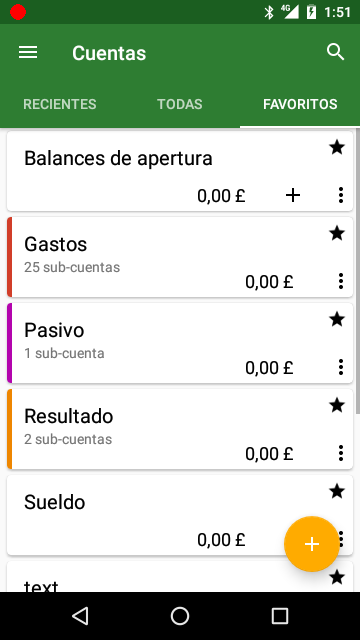 4G 1:51
Cuentas
RECIENTES TODAS FAVORITOS
Balances de apertura
0,00 £
Gastos
25 sub-cuentas
0,00 £
Pasivo
1 sub-cuenta
0,00 £
Resultado
2 sub-cuentas
0,00 £
Sueldo
0,00 £
text